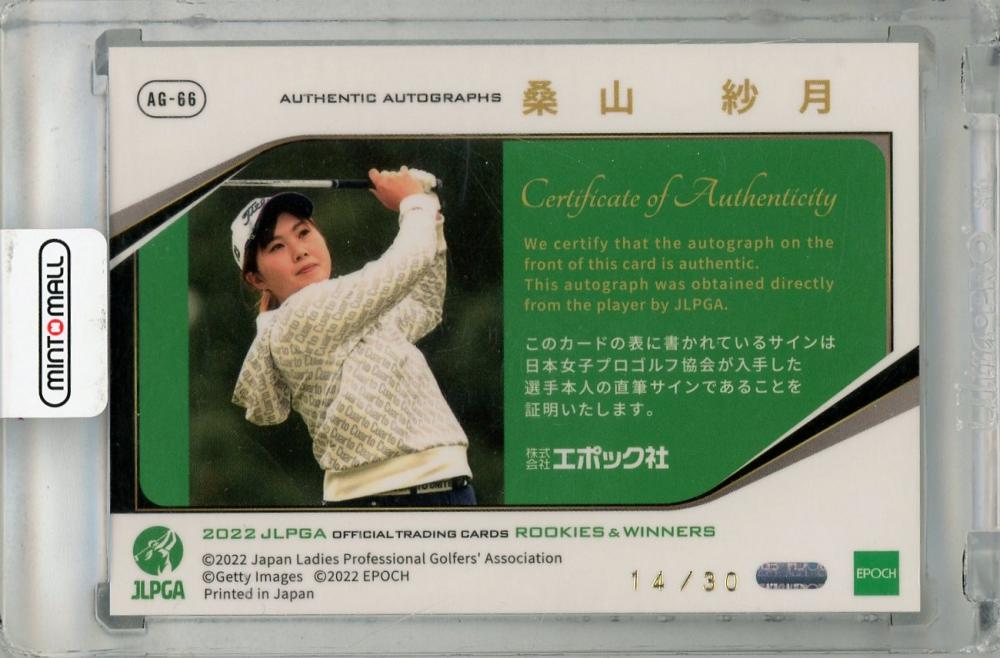 AG-66
AUTHENTIC AUTOGRAPHS 桑山 紗月
Certificate of Authenticity
We certify that the autograph on the
front of this card is authentic.
This autograph was obtained directly
from the player by JLPGA.
このカードの表に書かれているサインは
日本女子プロゴルフ協会が入手した
選手本人の直筆サインであることを
証明いたします。
株式会社 エポック社
MINTOMALL
Titleist
Cuarto Cuarto Cuarto
JLPGA
2022 JLPGA OFFICIAL TRADING CARDS ROOKIES & WINNERS
©2022 Japan Ladies Professional Golfers' Association
©Getty Images ©2022 EPOCH
Printed in Japan
14/30
EPOCH